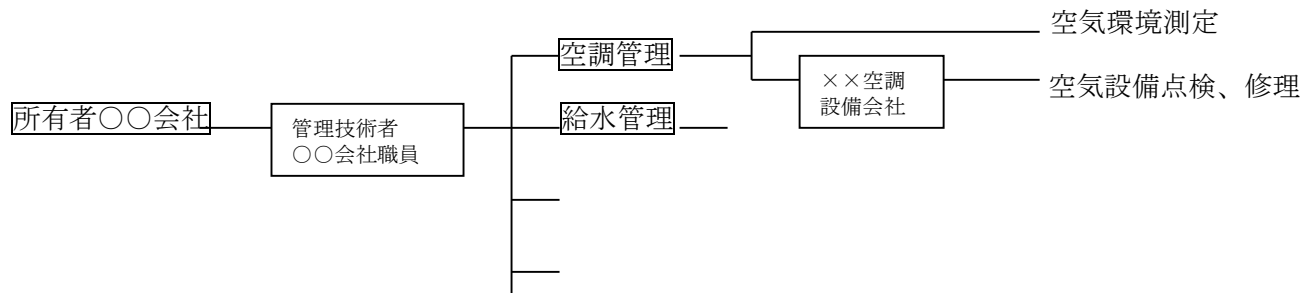 空気環境測定
空調管理
××空調
設備会社
空気設備点検、修理
所有者○○会社
管理技術者
○○会社職員
給水管理